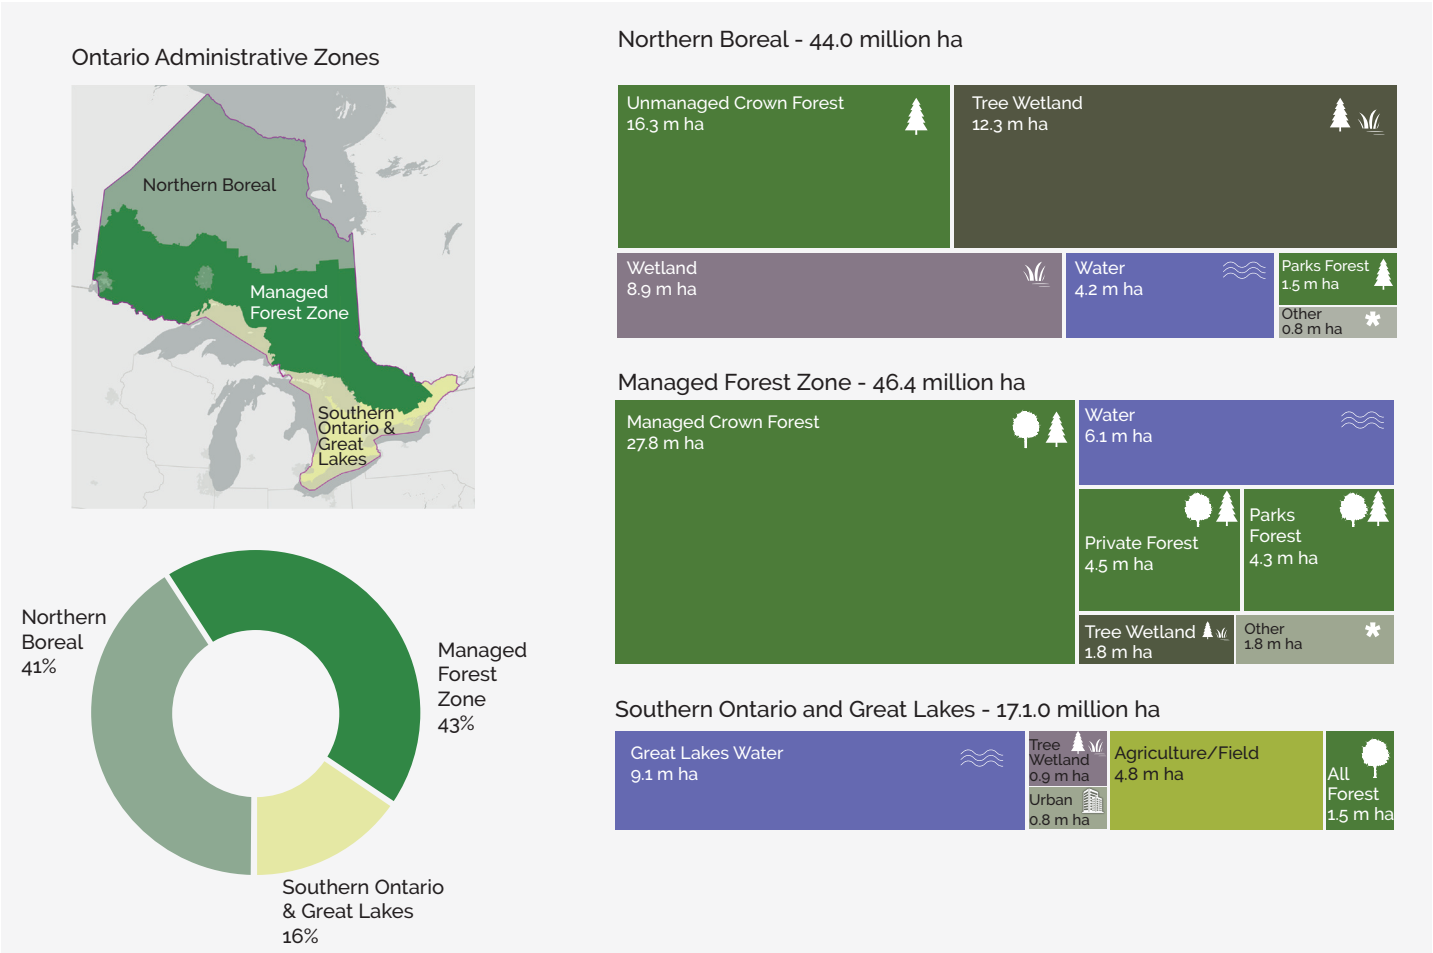 Ontario Administrative Zones
Northern Boreal
Managed
Forest Zone
Southern
Ontario &
Great
Lakes
Northern
Boreal
41%
Managed
Forest
Zone
43%
Southern Ontario
& Great Lakes
16%
Northern Boreal - 44.0 million ha
Unmanaged Crown Forest
16.3 m ha
Tree Wetland
12.3 m ha
Wetland
8.9 m ha
Water
4.2 m ha
Parks Forest
1.5 m ha
Other
0.8 m ha
Managed Forest Zone - 46.4 million ha
Managed Crown Forest
27.8 m ha
Water
6.1 m ha
Private Forest
4.5 m ha
Parks
Forest
4.3 m ha
Tree Wetland
1.8 m ha
Other
1.8 m ha
Southern Ontario and Great Lakes - 17.1.0 million ha
Great Lakes Water
9.1 m ha
Tree
Wetland
0.9 m ha
Urban
0.8 m ha
Agriculture/Field
4.8 m ha
All
Forest
1.5 m ha